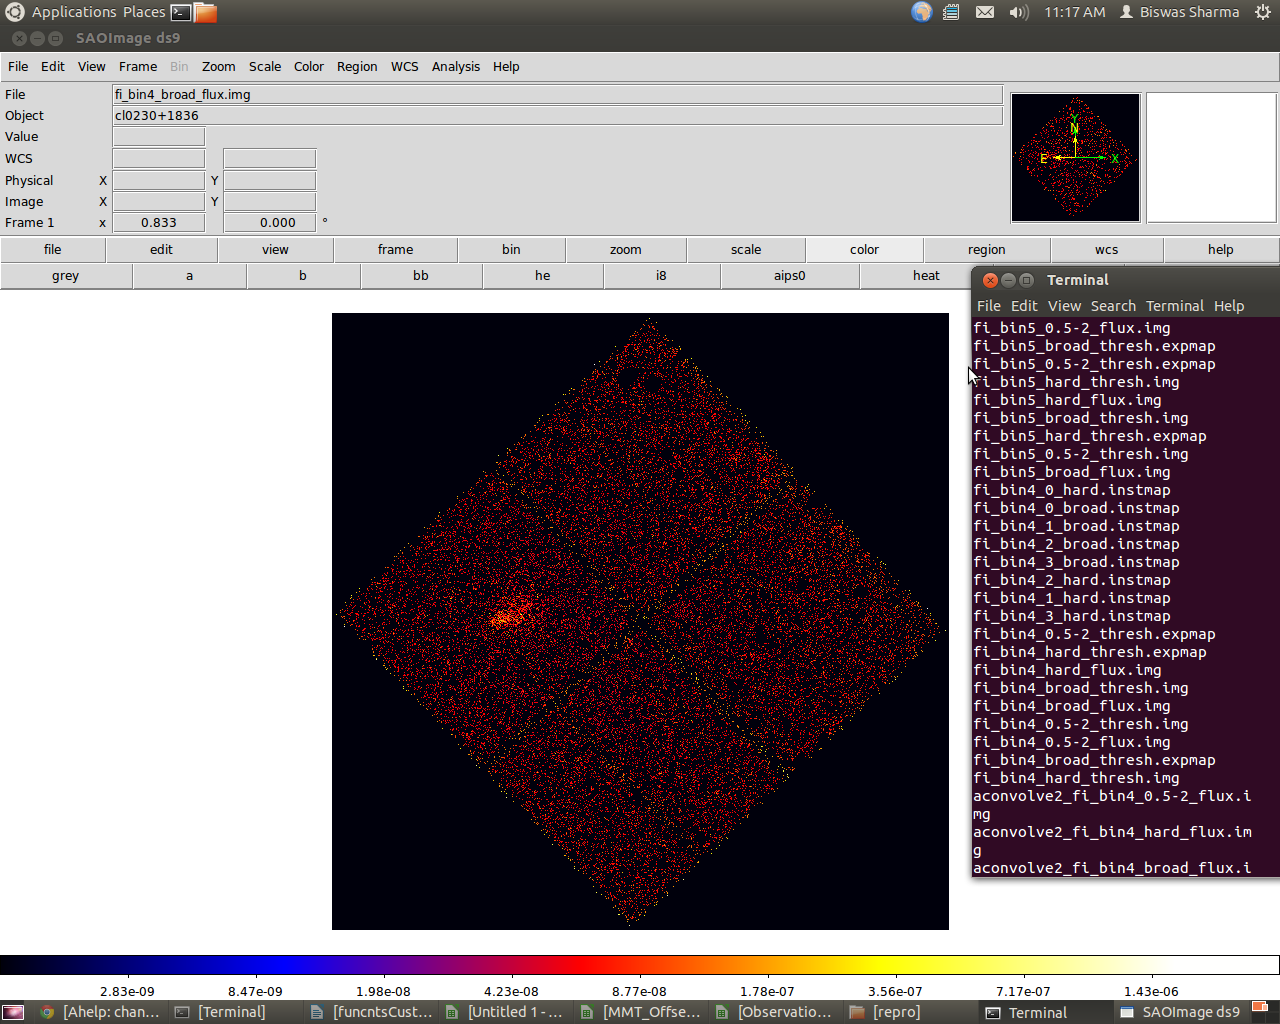 Applications Places 11:17 AM Biswas Sharma
SAOImage ds9
File Edit View Frame Bin Zoom Scale Color Region WCS Analysis Help
File fi_bin4_broad_flux.img
Object cl0230+1836
Value
WCS
Physical X Y
Image X Y
Frame 1 x 0.833 0.000 °
Y
N
E X
file edit view frame bin zoom scale color region wcs help
grey a b bb he i8 aips0 heat
Terminal
File Edit View Search Terminal Help
fi_bin5_0.5-2_flux.img
fi_bin5_broad_thresh.expmap
fi_bin5_0.5-2_thresh.expmap
fi_bin5_hard_thresh.img
fi_bin5_hard_flux.img
fi_bin5_broad_thresh.img
fi_bin5_hard_thresh.expmap
fi_bin5_0.5-2_thresh.img
fi_bin5_broad_flux.img
fi_bin4_0_hard.instmap
fi_bin4_0_broad.instmap
fi_bin4_1_broad.instmap
fi_bin4_2_broad.instmap
fi_bin4_3_broad.instmap
fi_bin4_2_hard.instmap
fi_bin4_1_hard.instmap
fi_bin4_3_hard.instmap
fi_bin4_0.5-2_thresh.expmap
fi_bin4_hard_thresh.expmap
fi_bin4_hard_flux.img
fi_bin4_broad_thresh.img
fi_bin4_broad_flux.img
fi_bin4_0.5-2_thresh.img
fi_bin4_0.5-2_flux.img
fi_bin4_broad_thresh.expmap
fi_bin4_hard_thresh.img
aconvolve2_fi_bin4_0.5-2_flux.i
mg
aconvolve2_fi_bin4_hard_flux.im
g
aconvolve2_fi_bin4_broad_flux.i
2.83e-09 8.47e-09 1.98e-08 4.23e-08 8.77e-08 1.78e-07 3.56e-07 7.17e-07 1.43e-06
[Ahelp: chan... [Terminal] [funcntsCust... [Untitled 1 - ... [MMT_Offse... [Observatio... [repro] Terminal SAOImage ds9